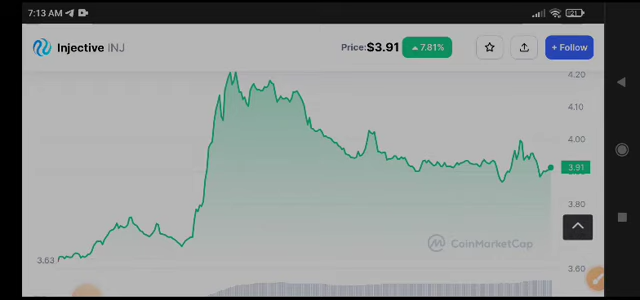 7:13 AM
21
Injective INJ
Price:$3.91
7.81%
+ Follow
4.20
4.10
4.00
3.91
3.80
3.60
3.63
CoinMarketCap